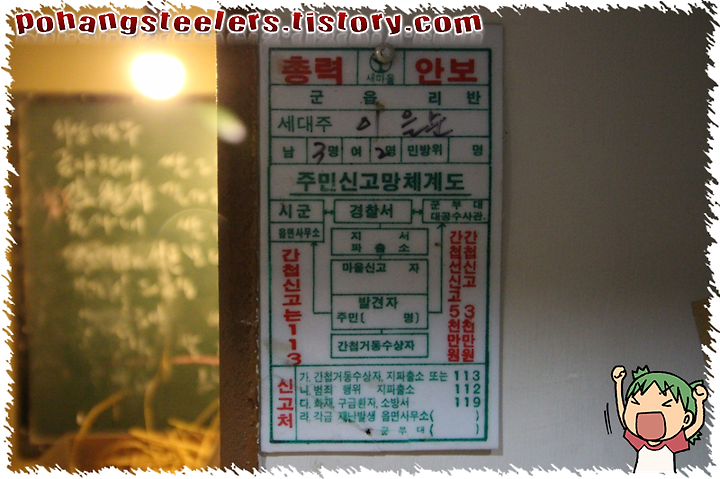 pohangsteelers.tistory.com
총력 새마을 안보
군 읍 리 반
세대주 이을순
남 3명 여 2명 민방위 명
주민신고망체계도
시군 경찰서 군부대 대공수사관.
읍면사무소
지 서
파 출 소
마을신고 자
발견자
주민( 명)
간첩거동수상자
간첩신고는113
간첩신고 3천만원
간첩선신고 5천만원
신고처
가. 간첩거동수상자, 지파출소 또는 113
나. 범죄 행위 지파출소 112
다. 화재, 구급환자, 소방서 119
라. 각급 재난발생 읍면사무소( )
군 부 대 ( )